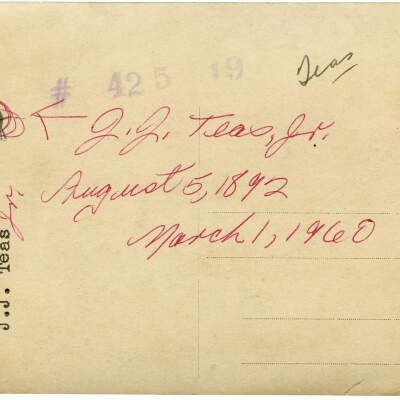 # 425 19
Teas
J. J. Teas, Jr.
August 5, 1892
March 1, 1960
J.J. Teas Jr.